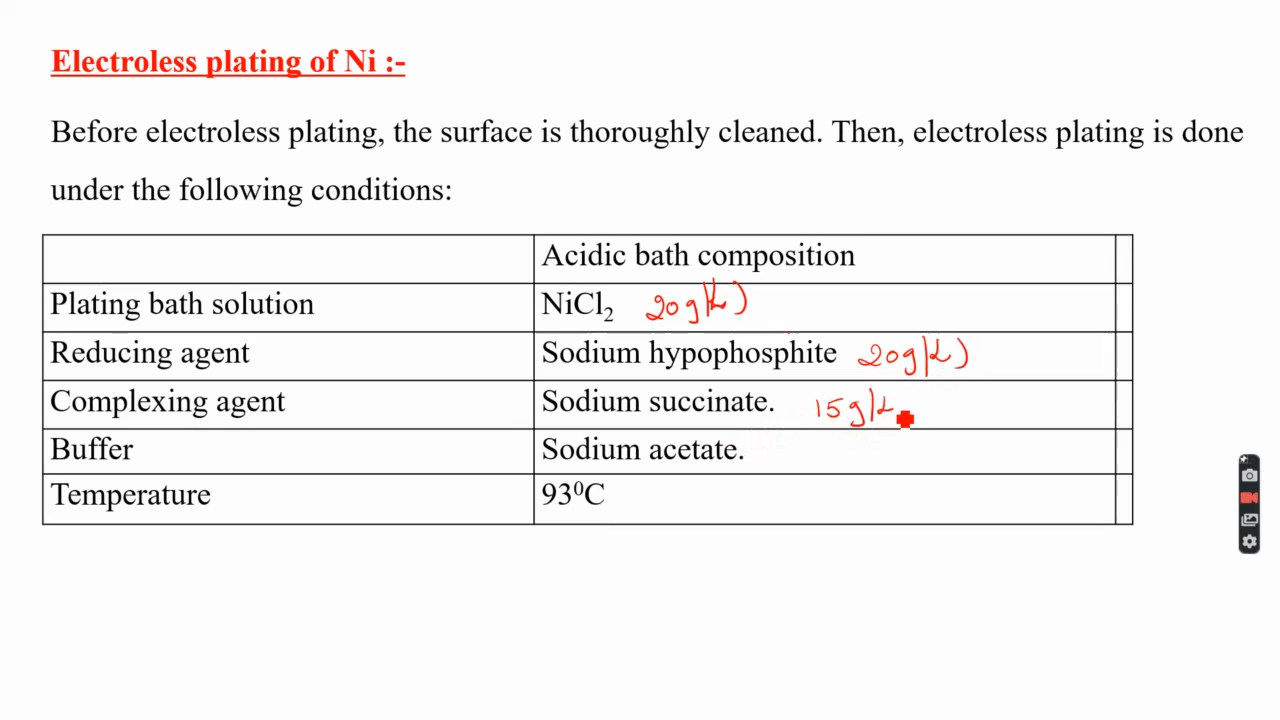 Electroless plating of Ni :-
Before electroless plating, the surface is thoroughly cleaned. Then, electroless plating is done
under the following conditions:
Acidic bath composition
Plating bath solution NiCl₂ 20g|L)
Reducing agent Sodium hypophosphite 20g|L)
Complexing agent Sodium succinate. 15g|L
Buffer Sodium acetate.
Temperature 93⁰C